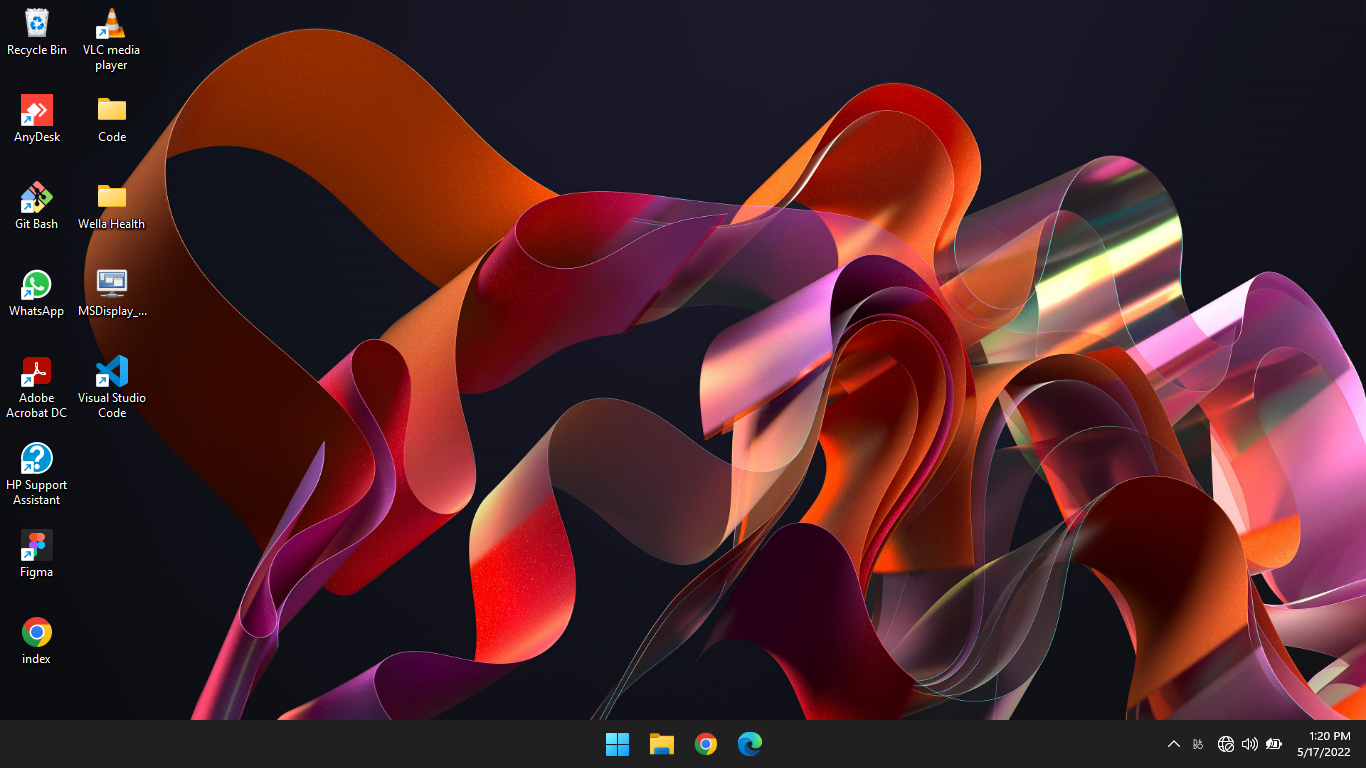 Recycle Bin
VLC media
player
AnyDesk
Code
Git Bash
Wella Health
WhatsApp
MSDisplay_...
Adobe
Acrobat DC
Visual Studio
Code
HP Support
Assistant
Figma
index
1:20 PM
5/17/2022